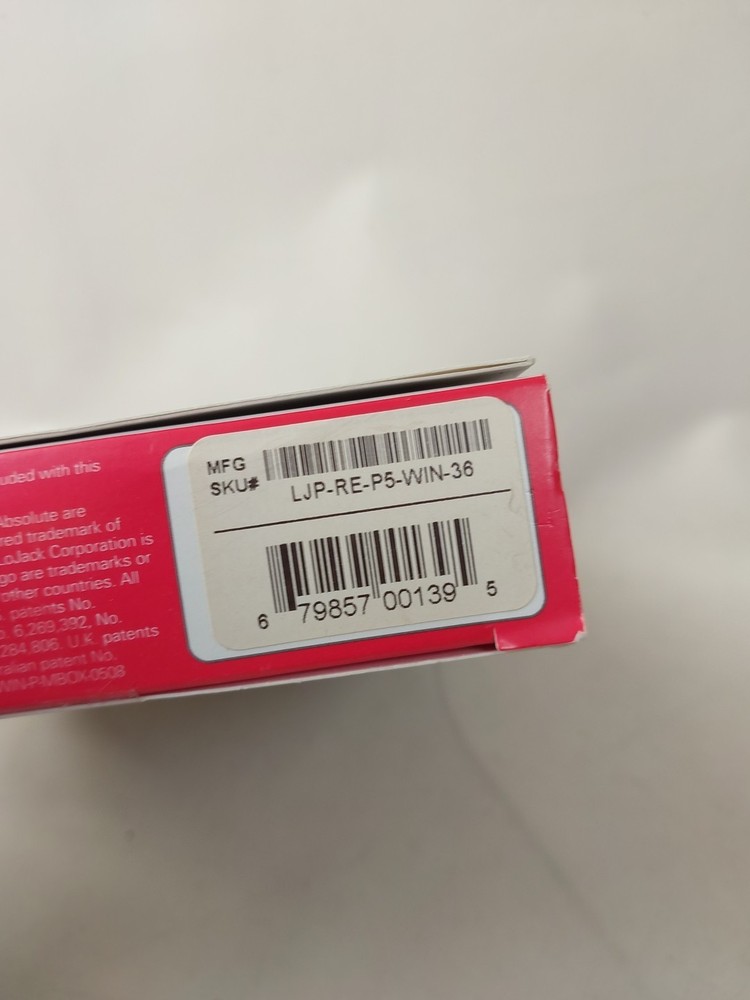 uded with this
Absolute are
red trademark of
LoJack Corporation is
go are trademarks or
other countries. All
patents No.
6,269,392, No.
284,806. U.K. patents
ralian patent No.
WIN-P-MBOX-0508
MFG
SKU#
LJP-RE-P5-WIN-36
6 79857 00139 5